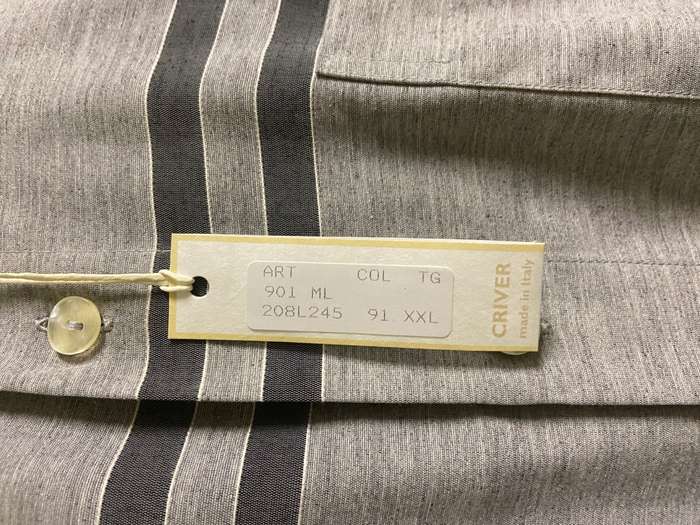 ART COL TG
901 ML
208L245 91 XXL
CRIVER
made in Italy